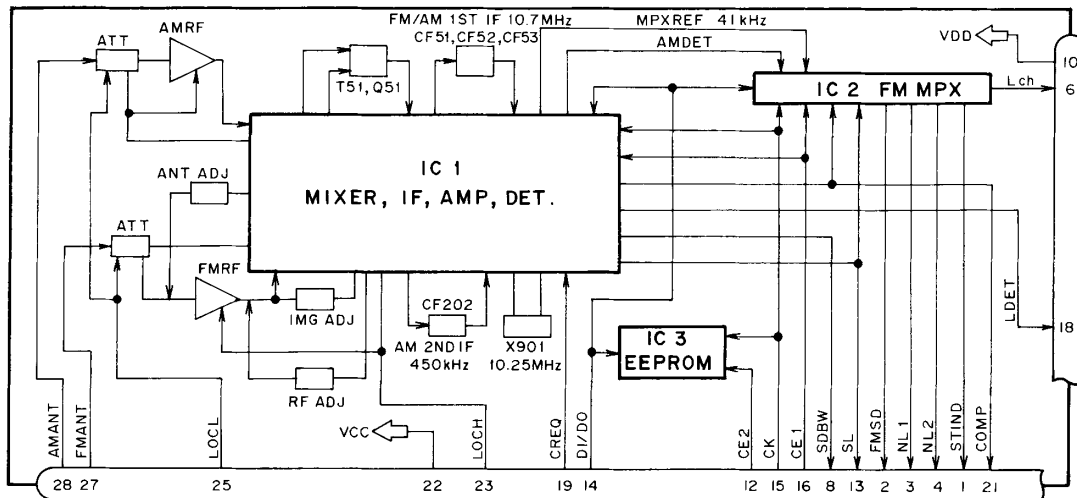 FM/AM 1ST IF 10.7MHz
MPXREF 41kHz
AMRF
CF51, CF52, CF53
ATT
AMDET
VDD
10
T51, Q51
IC 2 FM MPX
Lch
6
IC 1
ANT ADJ
MIXER, IF, AMP, DET.
ATT
FMRF
CF202
IMG ADJ
AM 2ND IF
450kHz
X901
10.25MHz
IC 3
EEPROM
LDET
18
RF ADJ
VCC
AMANT
FMANT
LOCL
LOCH
CREQ
DI/DO
CE2
CK
CE1
SDBW
SL
FMSD
NL1
NL2
STIND
COMP
28 27 25 22 23 19 14 12 15 16 8 13 2 3 4 1 21